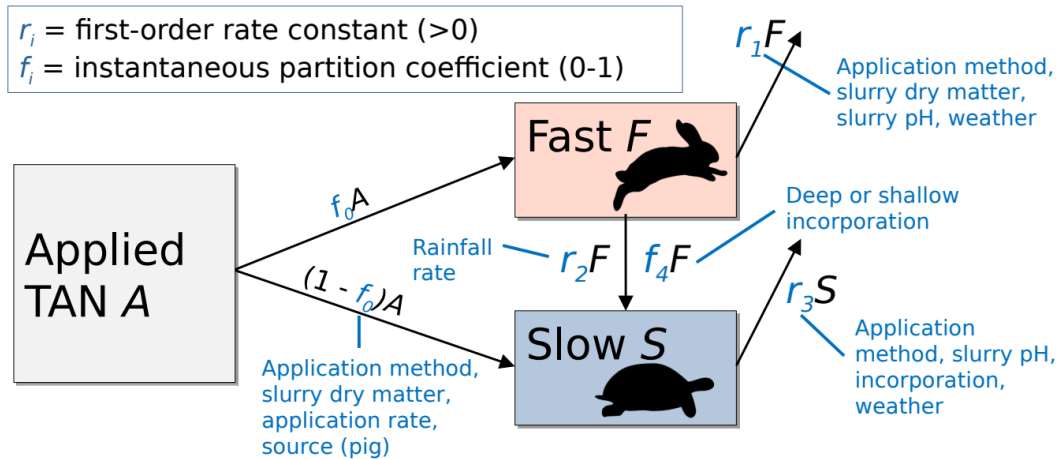 rᵢ = first-order rate constant (>0)
fᵢ = instantaneous partition coefficient (0-1)
r₁F
Application method,
slurry dry matter,
slurry pH, weather
Fast F
f₀A
Applied
TAN A
(1 - f₀)A
Rainfall
rate
r₂F
f₄F
Deep or shallow
incorporation
Slow S
r₃S
Application
method, slurry pH,
incorporation,
weather
Application method,
slurry dry matter,
application rate,
source (pig)